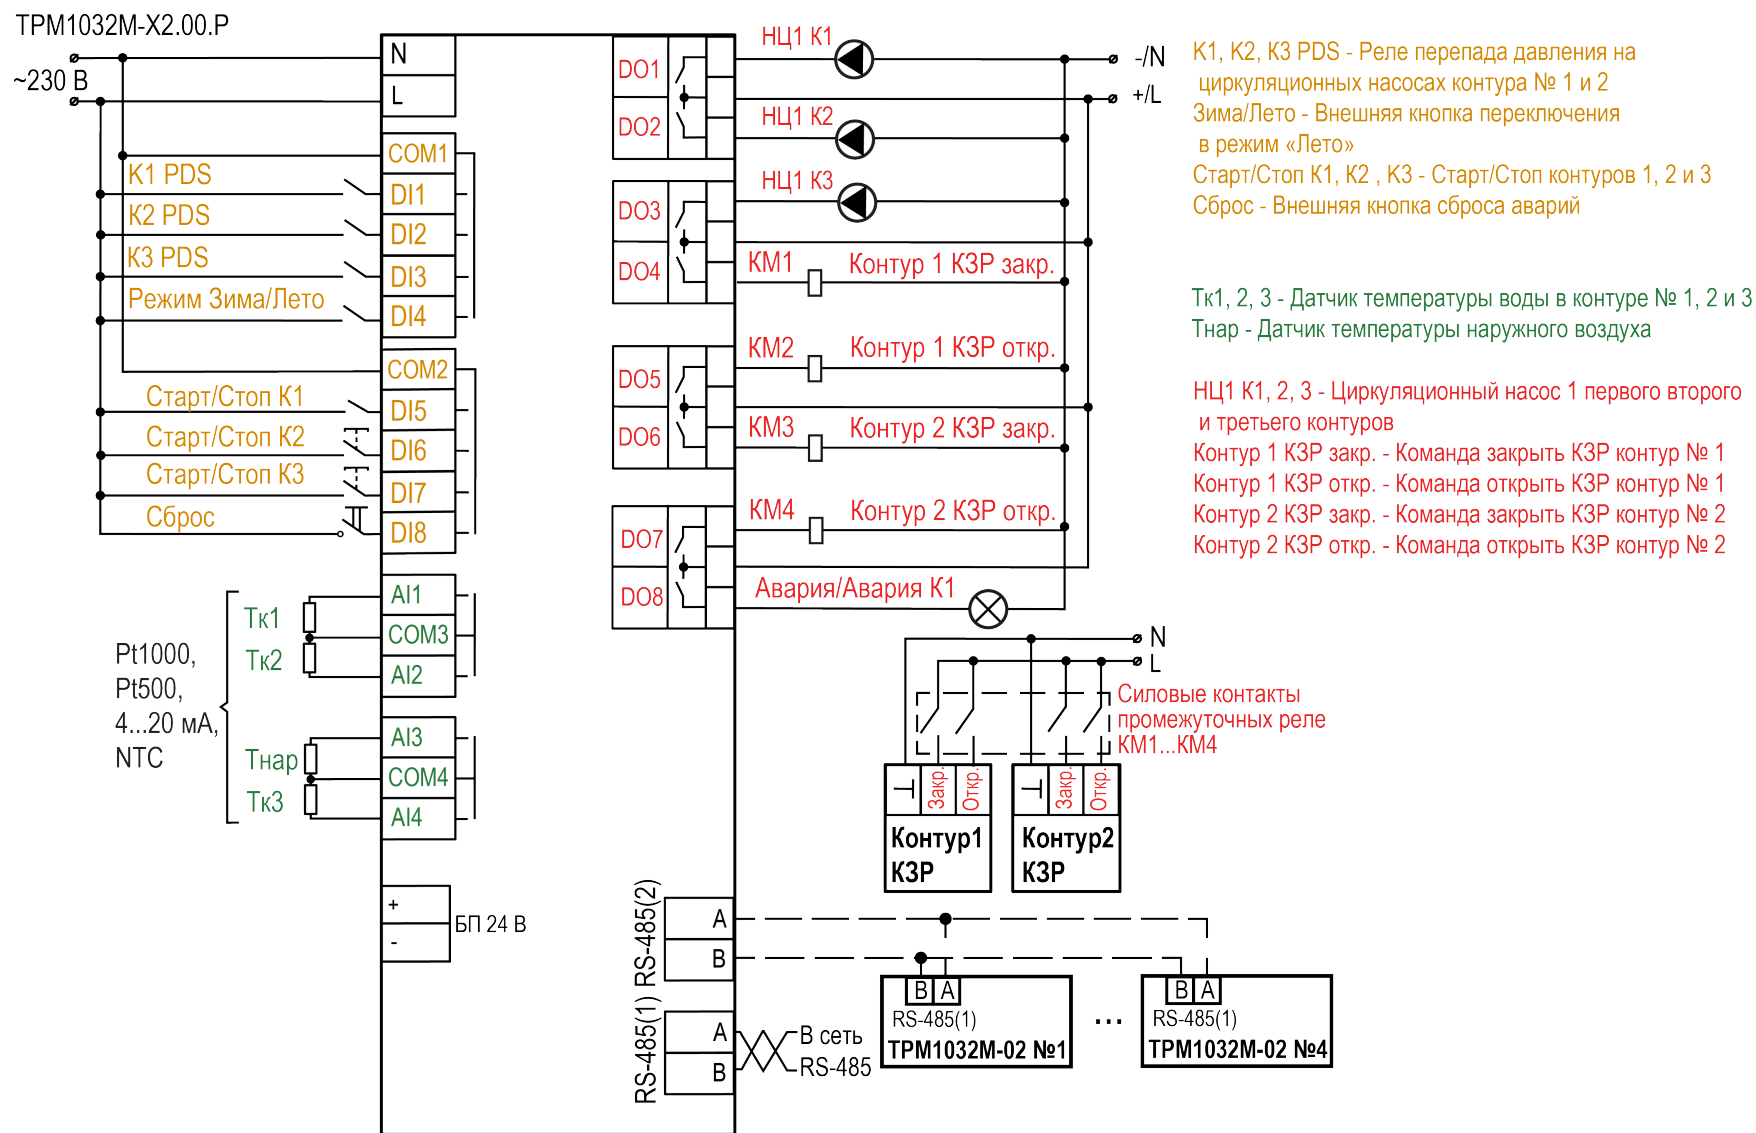 ТРМ1032М-Х2.00.Р
~230 В
N
L
COM1
K1 PDS
DI1
К2 PDS
DI2
К3 PDS
DI3
Режим Зима/Лето
DI4
COM2
Старт/Стоп К1
DI5
Старт/Стоп К2
DI6
Старт/Стоп К3
DI7
Сброс
DI8
Pt1000,
Pt500,
4...20 мА,
NTC
Тк1
Тк2
AI1
COM3
AI2
Тнар
Тк3
AI3
COM4
AI4
+
-
БП 24 В
DO1
DO2
DO3
DO4
DO5
DO6
DO7
DO8
НЦ1 К1
-/N
+/L
НЦ1 К2
НЦ1 К3
КМ1 Контур 1 КЗР закр.
КМ2 Контур 1 КЗР откр.
КМ3 Контур 2 КЗР закр.
КМ4 Контур 2 КЗР откр.
Авария/Авария К1
N
L
Силовые контакты
промежуточных реле
КМ1...КМ4
⊥ Закр. Откр.
Контур1
КЗР
⊥ Закр. Откр.
Контур2
КЗР
RS-485(2)
A
B
RS-485(1)
A
B
В сеть
RS-485
B A
RS-485(1)
ТРМ1032М-02 №1
...
B A
RS-485(1)
ТРМ1032М-02 №4
K1, K2, К3 PDS - Реле перепада давления на
циркуляционных насосах контура № 1 и 2
Зима/Лето - Внешняя кнопка переключения
в режим «Лето»
Старт/Стоп К1, К2 , К3 - Старт/Стоп контуров 1, 2 и 3
Сброс - Внешняя кнопка сброса аварий
Тк1, 2, 3 - Датчик температуры воды в контуре № 1, 2 и 3
Тнар - Датчик температуры наружного воздуха
НЦ1 К1, 2, 3 - Циркуляционный насос 1 первого второго
и третьего контуров
Контур 1 КЗР закр. - Команда закрыть КЗР контур № 1
Контур 1 КЗР откр. - Команда открыть КЗР контур № 1
Контур 2 КЗР закр. - Команда закрыть КЗР контур № 2
Контур 2 КЗР откр. - Команда открыть КЗР контур № 2